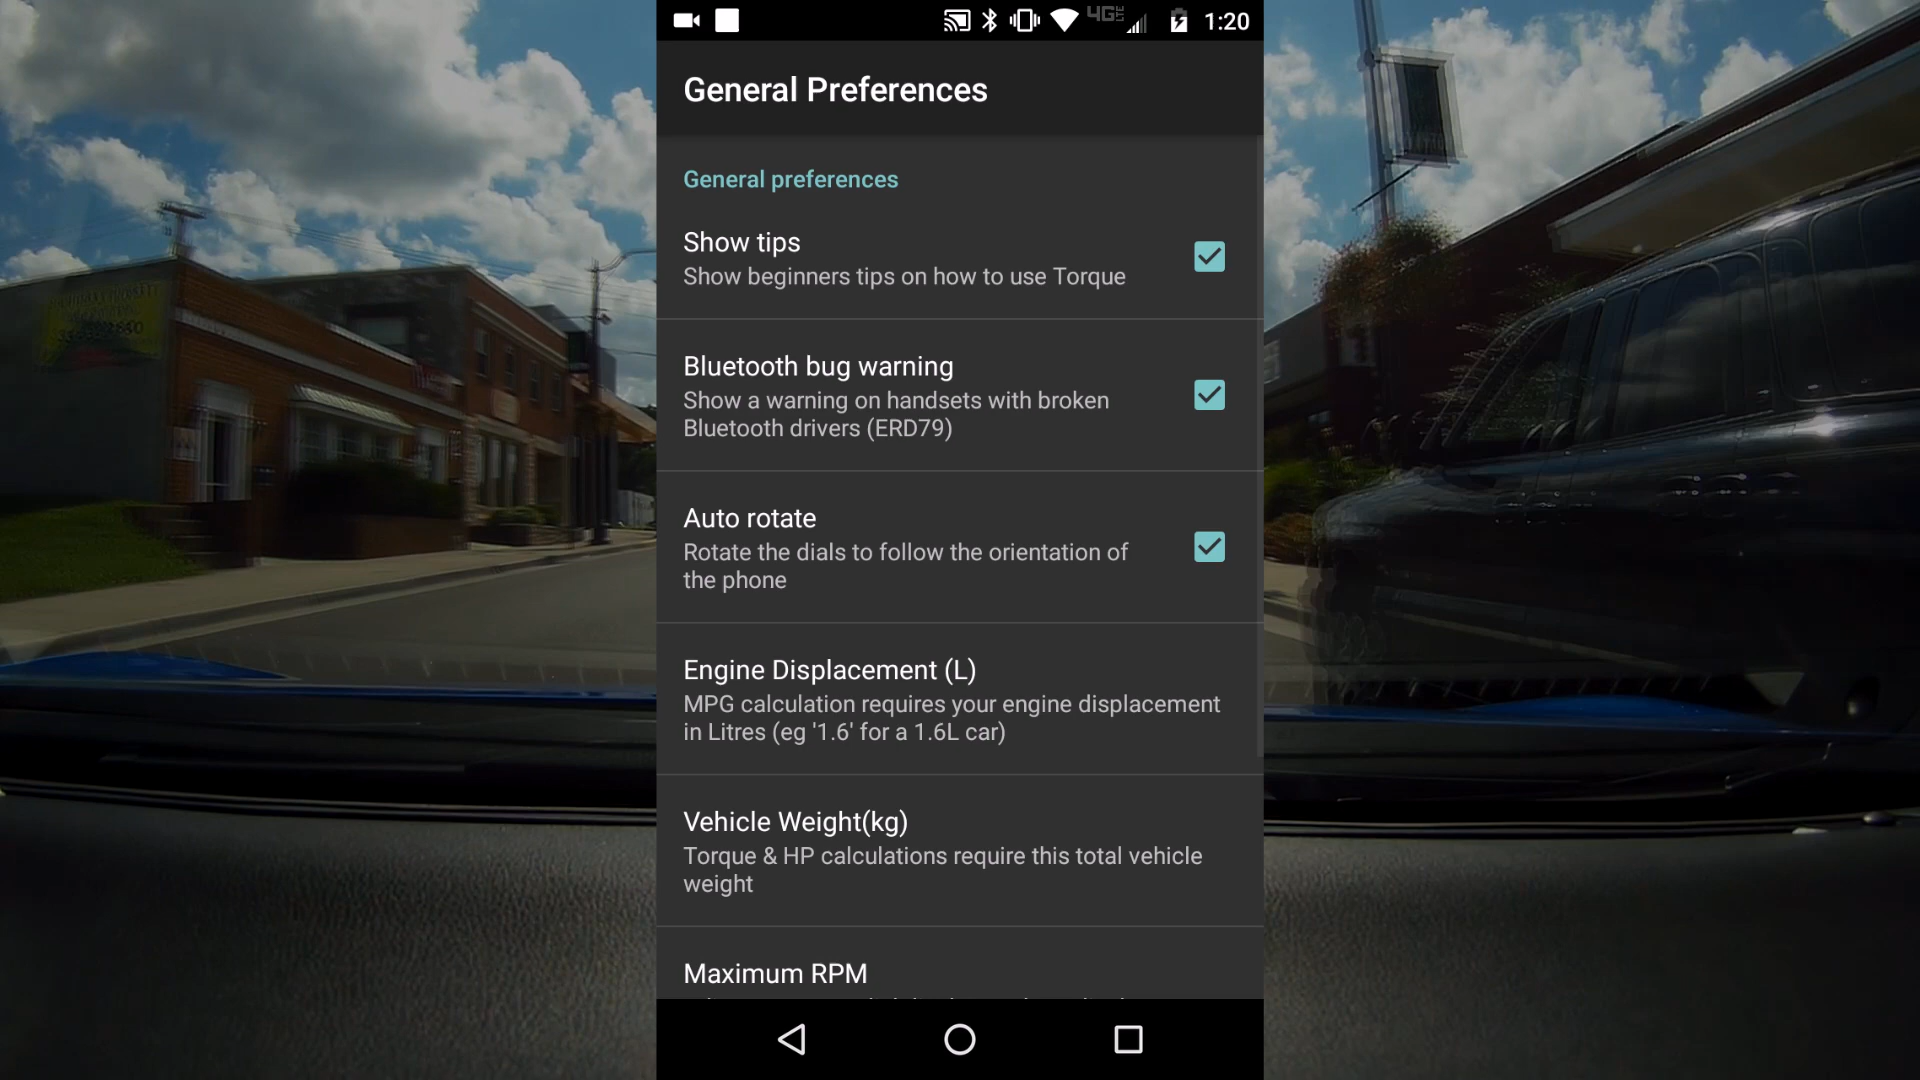 4G LTE 1:20
General Preferences
General preferences
Show tips
Show beginners tips on how to use Torque
Bluetooth bug warning
Show a warning on handsets with broken
Bluetooth drivers (ERD79)
Auto rotate
Rotate the dials to follow the orientation of
the phone
Engine Displacement (L)
MPG calculation requires your engine displacement
in Litres (eg '1.6' for a 1.6L car)
Vehicle Weight(kg)
Torque & HP calculations require this total vehicle
weight
Maximum RPM